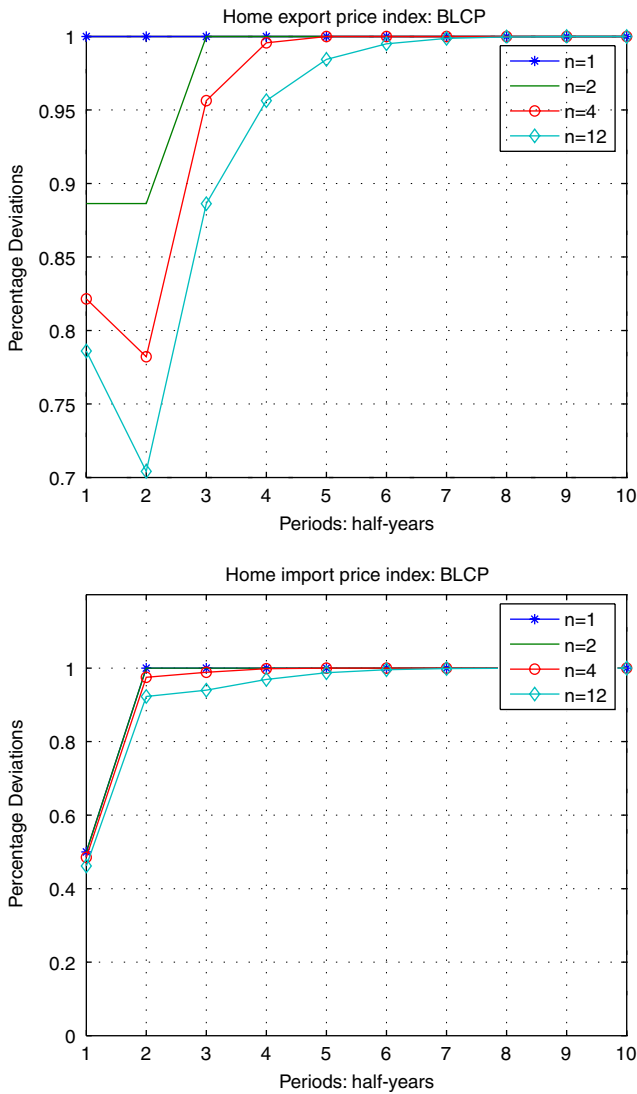 Home export price index: BLCP
1
0.95
0.9
0.85
0.8
0.75
0.7
Percentage Deviations
n=1
n=2
n=4
n=12
1 2 3 4 5 6 7 8 9 10
Periods: half-years
Home import price index: BLCP
1
0.8
0.6
0.4
0.2
0
Percentage Deviations
n=1
n=2
n=4
n=12
1 2 3 4 5 6 7 8 9 10
Periods: half-years